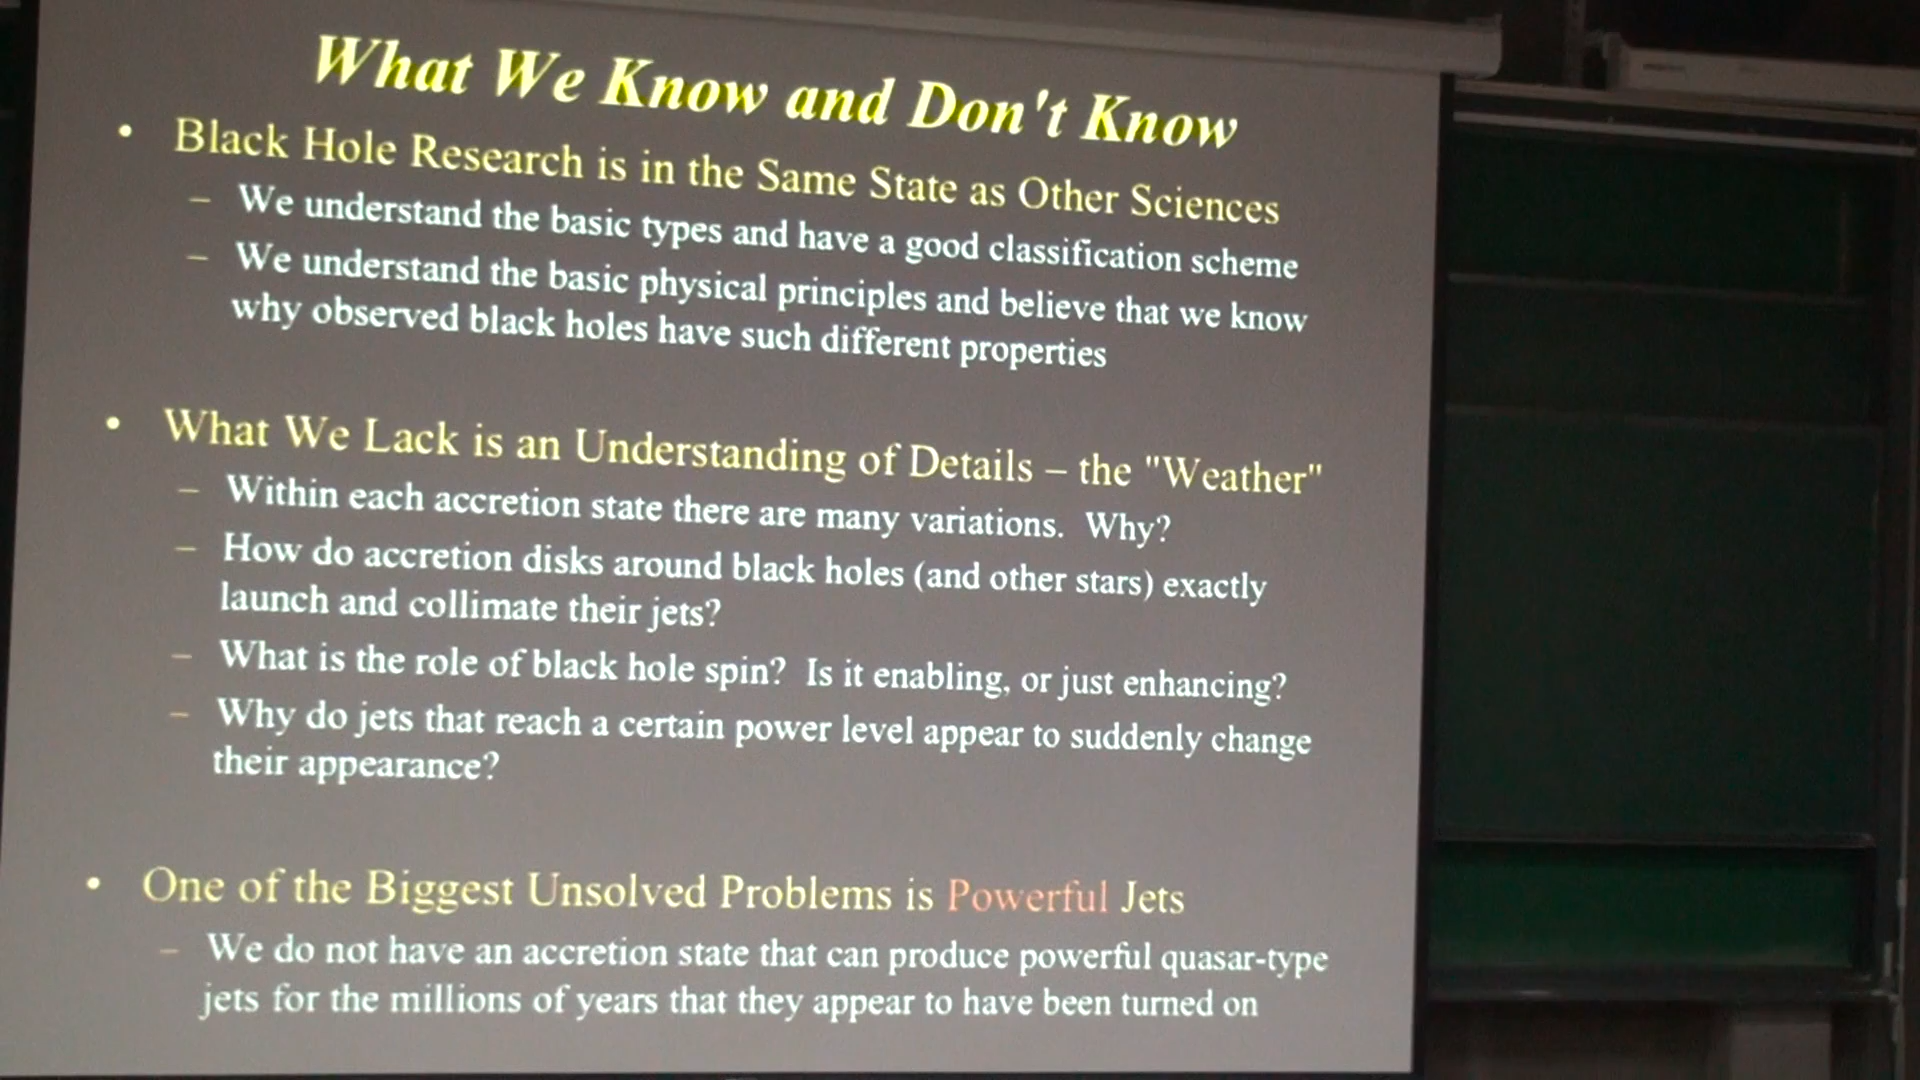 What We Know and Don't Know
• Black Hole Research is in the Same State as Other Sciences
– We understand the basic types and have a good classification scheme
– We understand the basic physical principles and believe that we know
why observed black holes have such different properties
• What We Lack is an Understanding of Details – the "Weather"
– Within each accretion state there are many variations. Why?
– How do accretion disks around black holes (and other stars) exactly
launch and collimate their jets?
– What is the role of black hole spin? Is it enabling, or just enhancing?
– Why do jets that reach a certain power level appear to suddenly change
their appearance?
• One of the Biggest Unsolved Problems is Powerful Jets
– We do not have an accretion state that can produce powerful quasar-type
jets for the millions of years that they appear to have been turned on